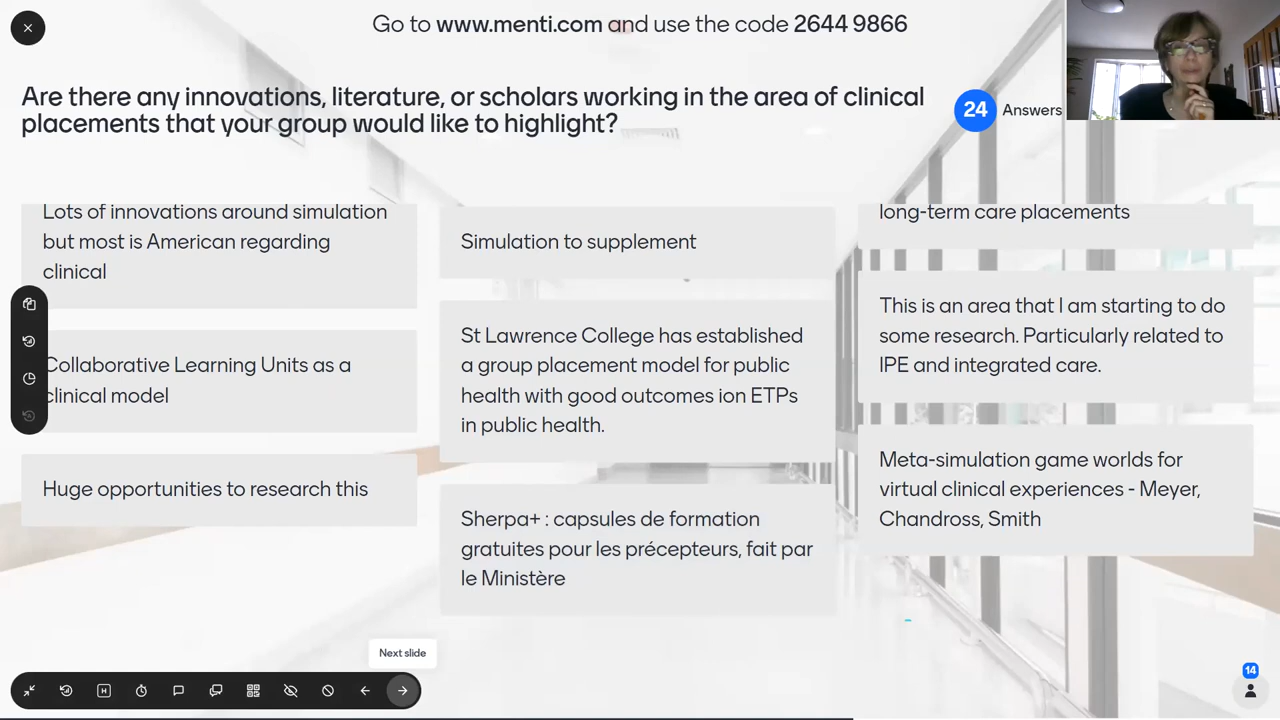 Go to www.menti.com and use the code 2644 9866
Are there any innovations, literature, or scholars working in the area of clinical
placements that your group would like to highlight?
24 Answers
Lots of innovations around simulation
but most is American regarding
clinical
Collaborative Learning Units as a
clinical model
Huge opportunities to research this
Simulation to supplement
St Lawrence College has established
a group placement model for public
health with good outcomes ion ETPs
in public health.
Sherpa+ : capsules de formation
gratuites pour les précepteurs, fait par
le Ministère
long-term care placements
This is an area that I am starting to do
some research. Particularly related to
IPE and integrated care.
Meta-simulation game worlds for
virtual clinical experiences - Meyer,
Chandross, Smith
Next slide
H
14